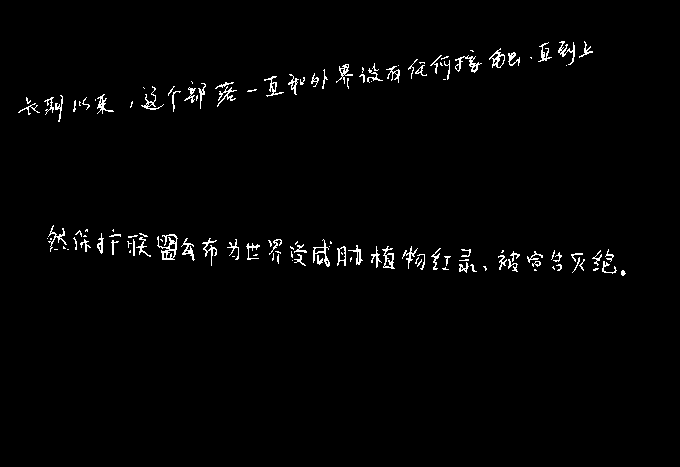 长期以来，这个部落一直和外界没有任何接触.直到上
然保护联盟公布为世界受威胁植物红录、被宣告灭绝。